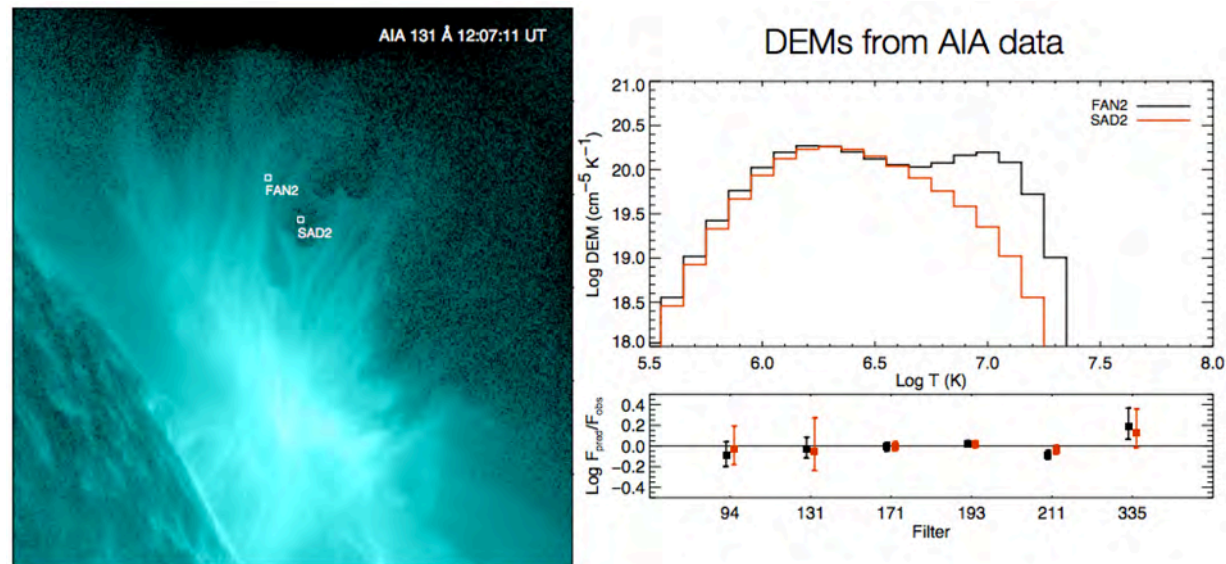 AIA 131 Å 12:07:11 UT
FAN2
SAD2
DEMs from AIA data
21.0
20.5
20.0
19.5
19.0
18.5
18.0
Log DEM (cm⁻⁵ K⁻¹)
FAN2
SAD2
5.5 6.0 6.5 7.0 7.5 8.0
Log T (K)
0.4
0.2
0.0
−0.2
−0.4
Log F_pred/F_obs
94 131 171 193 211 335
Filter